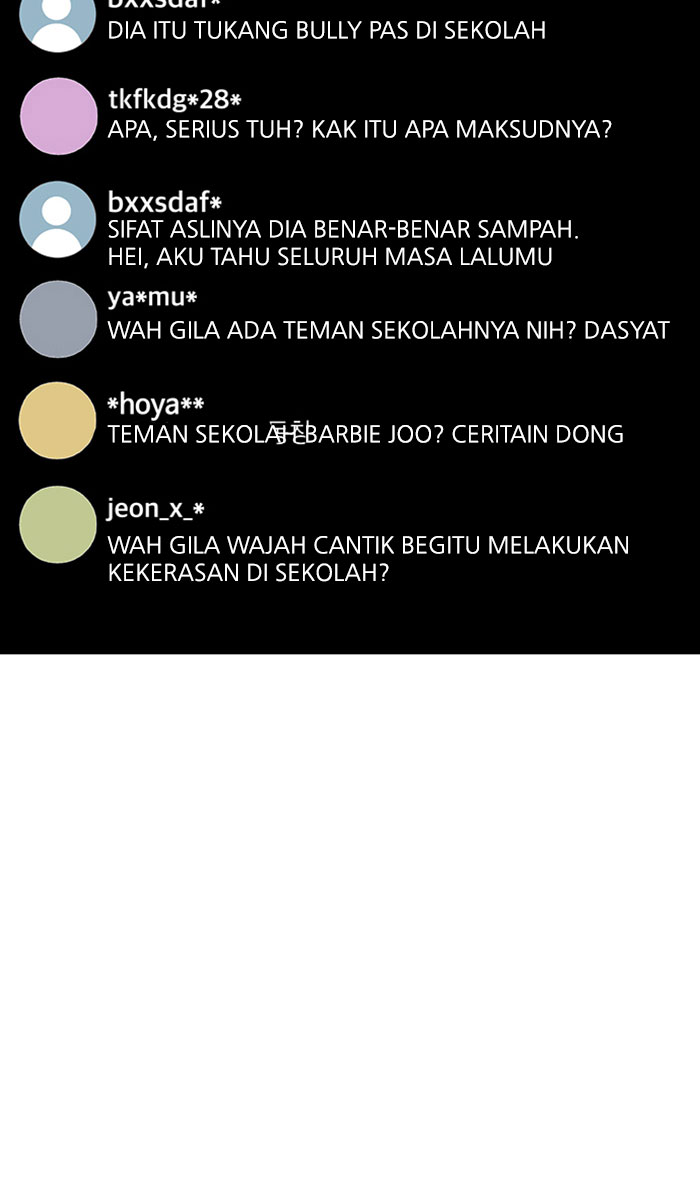 DIA ITU TUKANG BULLY PAS DI SEKOLAH
tkfkdg*28*
APA, SERIUS TUH? KAK ITU APA MAKSUDNYA?
bxxsdaf*
SIFAT ASLINYA DIA BENAR-BENAR SAMPAH.
HEI, AKU TAHU SELURUH MASA LALUMU
ya*mu*
WAH GILA ADA TEMAN SEKOLAHNYA NIH? DASYAT
*hoya**
TEMAN SEKOLAH BARBIE JOO? CERITAIN DONG
jeon_x_*
WAH GILA WAJAH CANTIK BEGITU MELAKUKAN
KEKERASAN DI SEKOLAH?